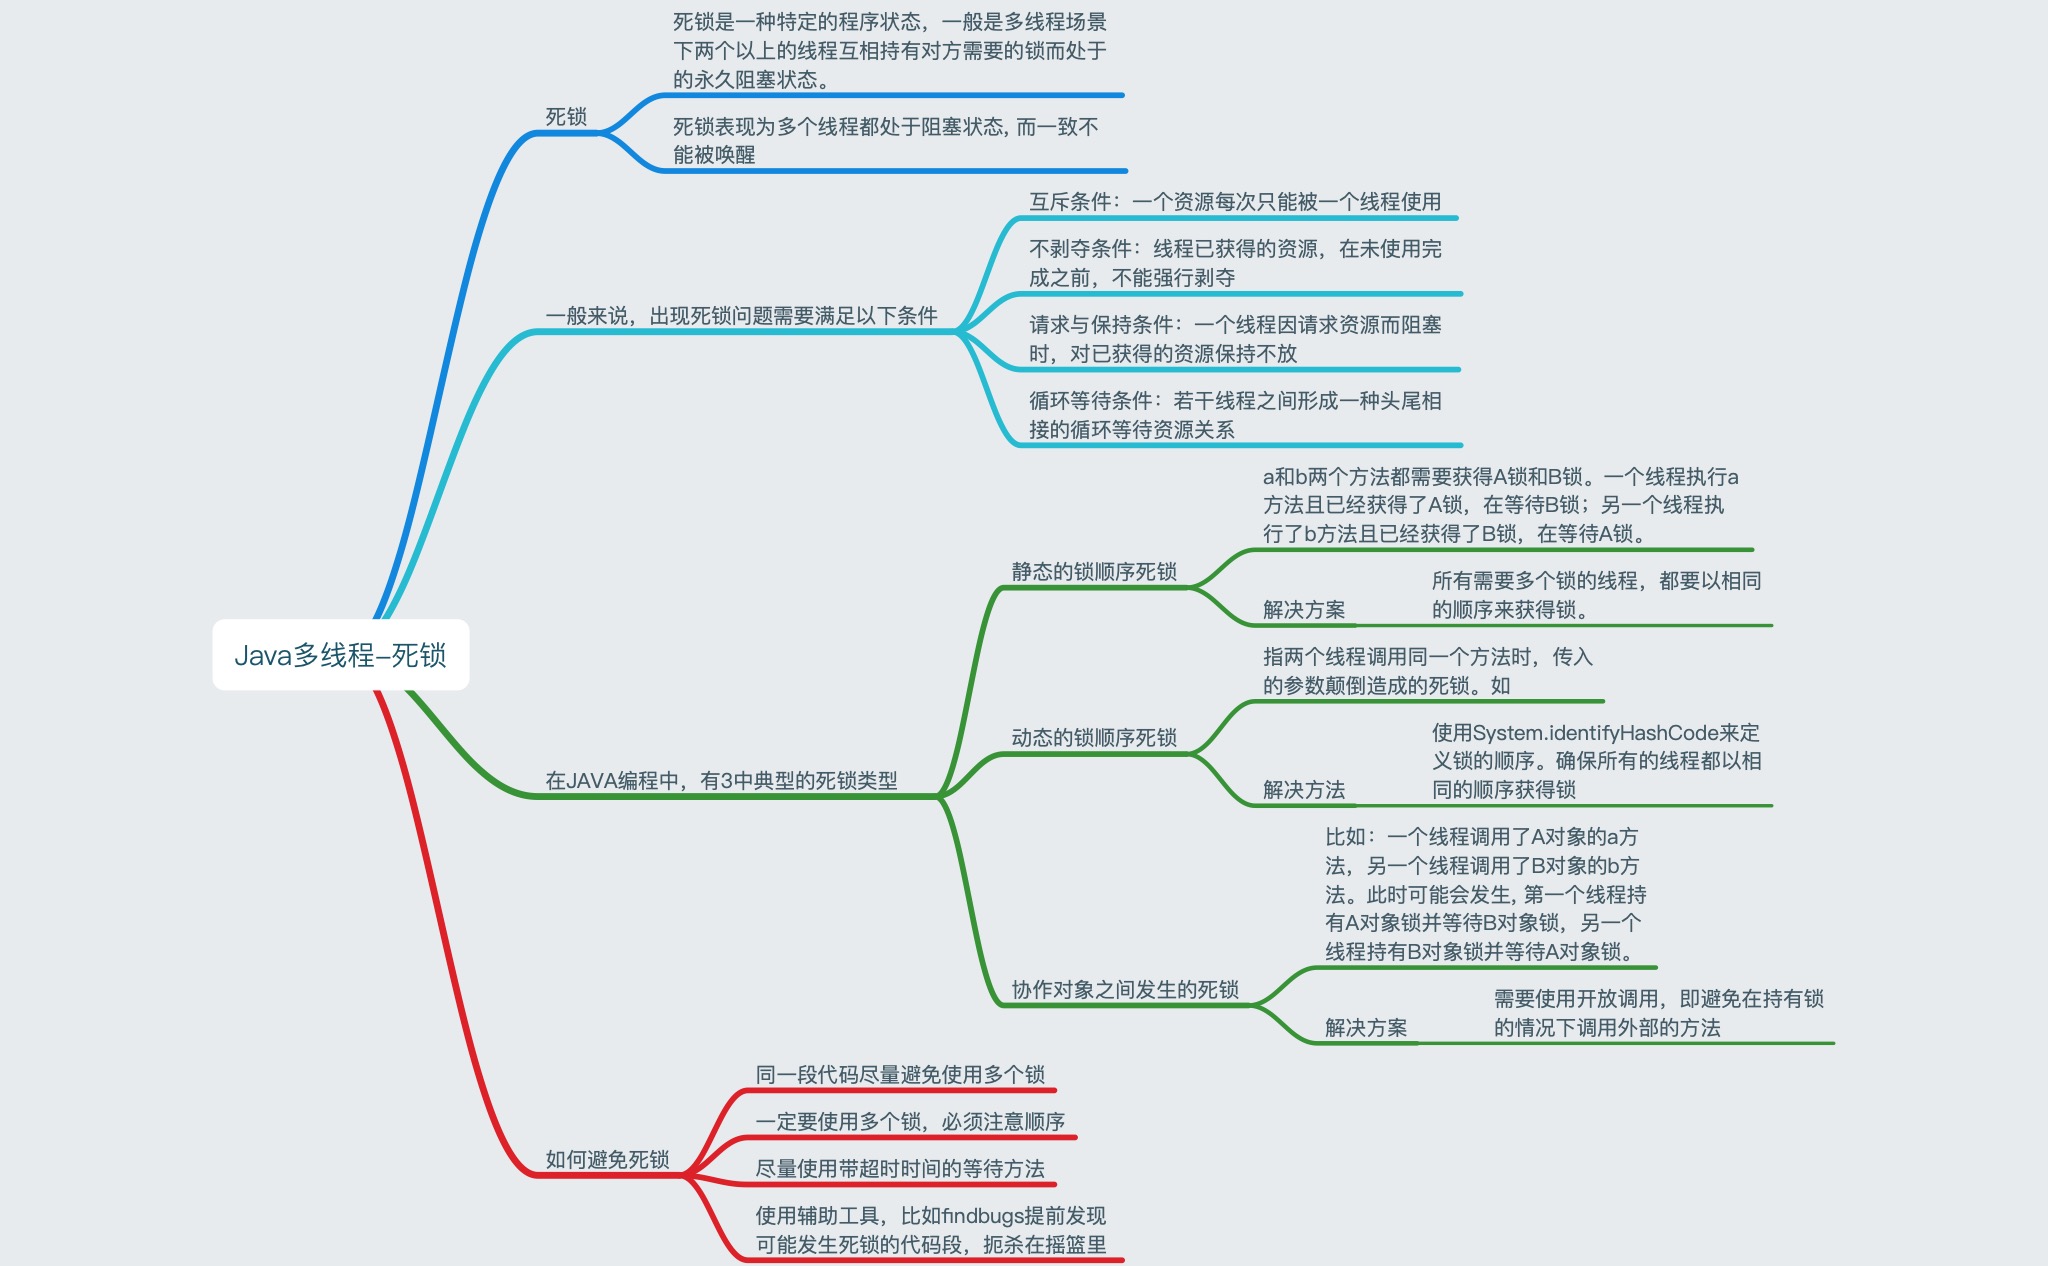 死锁是一种特定的程序状态，一般是多线程场景
下两个以上的线程互相持有对方需要的锁而处于
的永久阻塞状态。
死锁
死锁表现为多个线程都处于阻塞状态, 而一致不
能被唤醒
互斥条件：一个资源每次只能被一个线程使用
不剥夺条件：线程已获得的资源，在未使用完
成之前，不能强行剥夺
一般来说，出现死锁问题需要满足以下条件
请求与保持条件：一个线程因请求资源而阻塞
时，对已获得的资源保持不放
循环等待条件：若干线程之间形成一种头尾相
接的循环等待资源关系
Java多线程-死锁
在JAVA编程中，有3中典型的死锁类型
静态的锁顺序死锁
a和b两个方法都需要获得A锁和B锁。一个线程执行a
方法且已经获得了A锁，在等待B锁；另一个线程执
行了b方法且已经获得了B锁，在等待A锁。
解决方案
所有需要多个锁的线程，都要以相同
的顺序来获得锁。
动态的锁顺序死锁
指两个线程调用同一个方法时，传入
的参数颠倒造成的死锁。如
解决方法
使用System.identifyHashCode来定
义锁的顺序。确保所有的线程都以相
同的顺序获得锁
协作对象之间发生的死锁
比如：一个线程调用了A对象的a方
法，另一个线程调用了B对象的b方
法。此时可能会发生, 第一个线程持
有A对象锁并等待B对象锁，另一个
线程持有B对象锁并等待A对象锁。
解决方案
需要使用开放调用，即避免在持有锁
的情况下调用外部的方法
如何避免死锁
同一段代码尽量避免使用多个锁
一定要使用多个锁，必须注意顺序
尽量使用带超时时间的等待方法
使用辅助工具，比如findbugs提前发现
可能发生死锁的代码段，扼杀在摇篮里